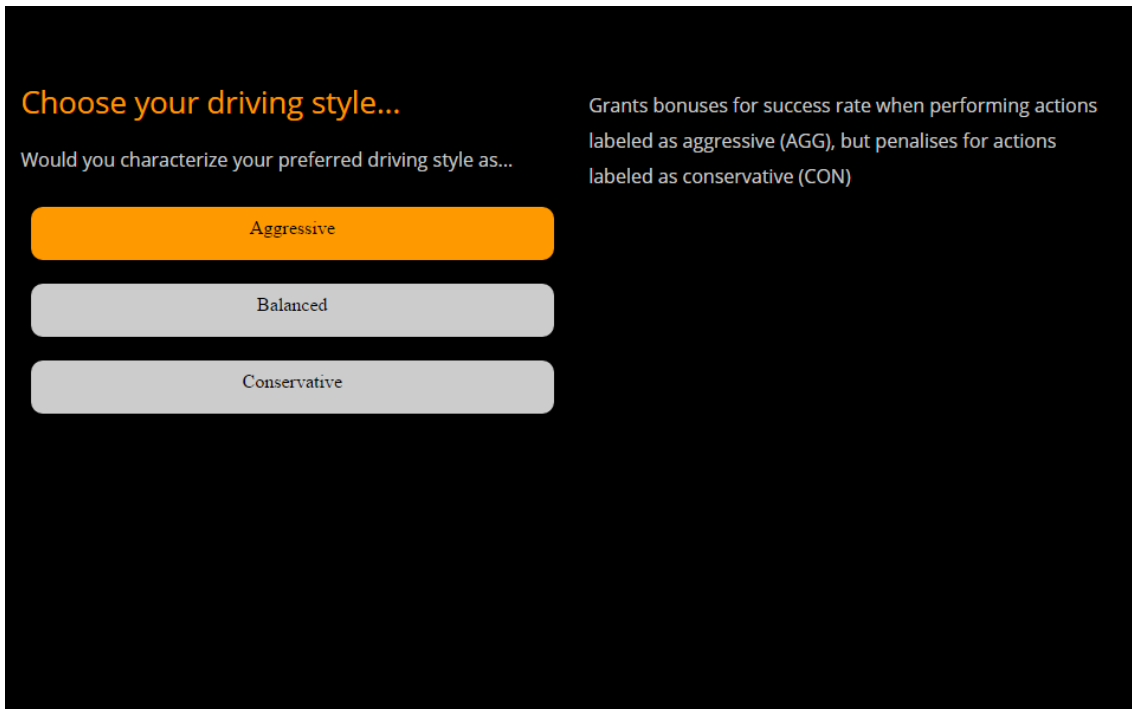 Choose your driving style...
Would you characterize your preferred driving style as...
Aggressive
Balanced
Conservative
Grants bonuses for success rate when performing actions
labeled as aggressive (AGG), but penalises for actions
labeled as conservative (CON)